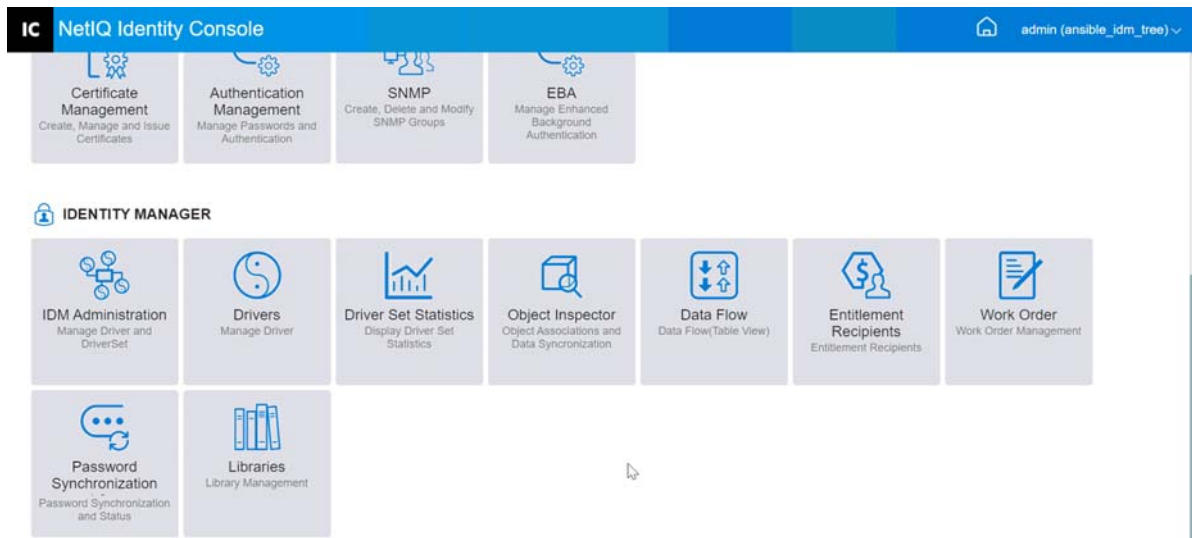 IC NetIQ Identity Console admin (ansible_idm_tree)
Certificate Management
Create, Manage and Issue Certificates
Authentication Management
Manage Passwords and Authentication
SNMP
Create, Delete and Modify SNMP Groups
EBA
Manage Enhanced Background Authentication
IDENTITY MANAGER
IDM Administration
Manage Driver and DriverSet
Drivers
Manage Driver
Driver Set Statistics
Display Driver Set Statistics
Object Inspector
Object Associations and Data Syncronization
Data Flow
Data Flow(Table View)
Entitlement Recipients
Entitlement Recipients
Work Order
Work Order Management
Password Synchronization
Password Synchronization and Status
Libraries
Library Management